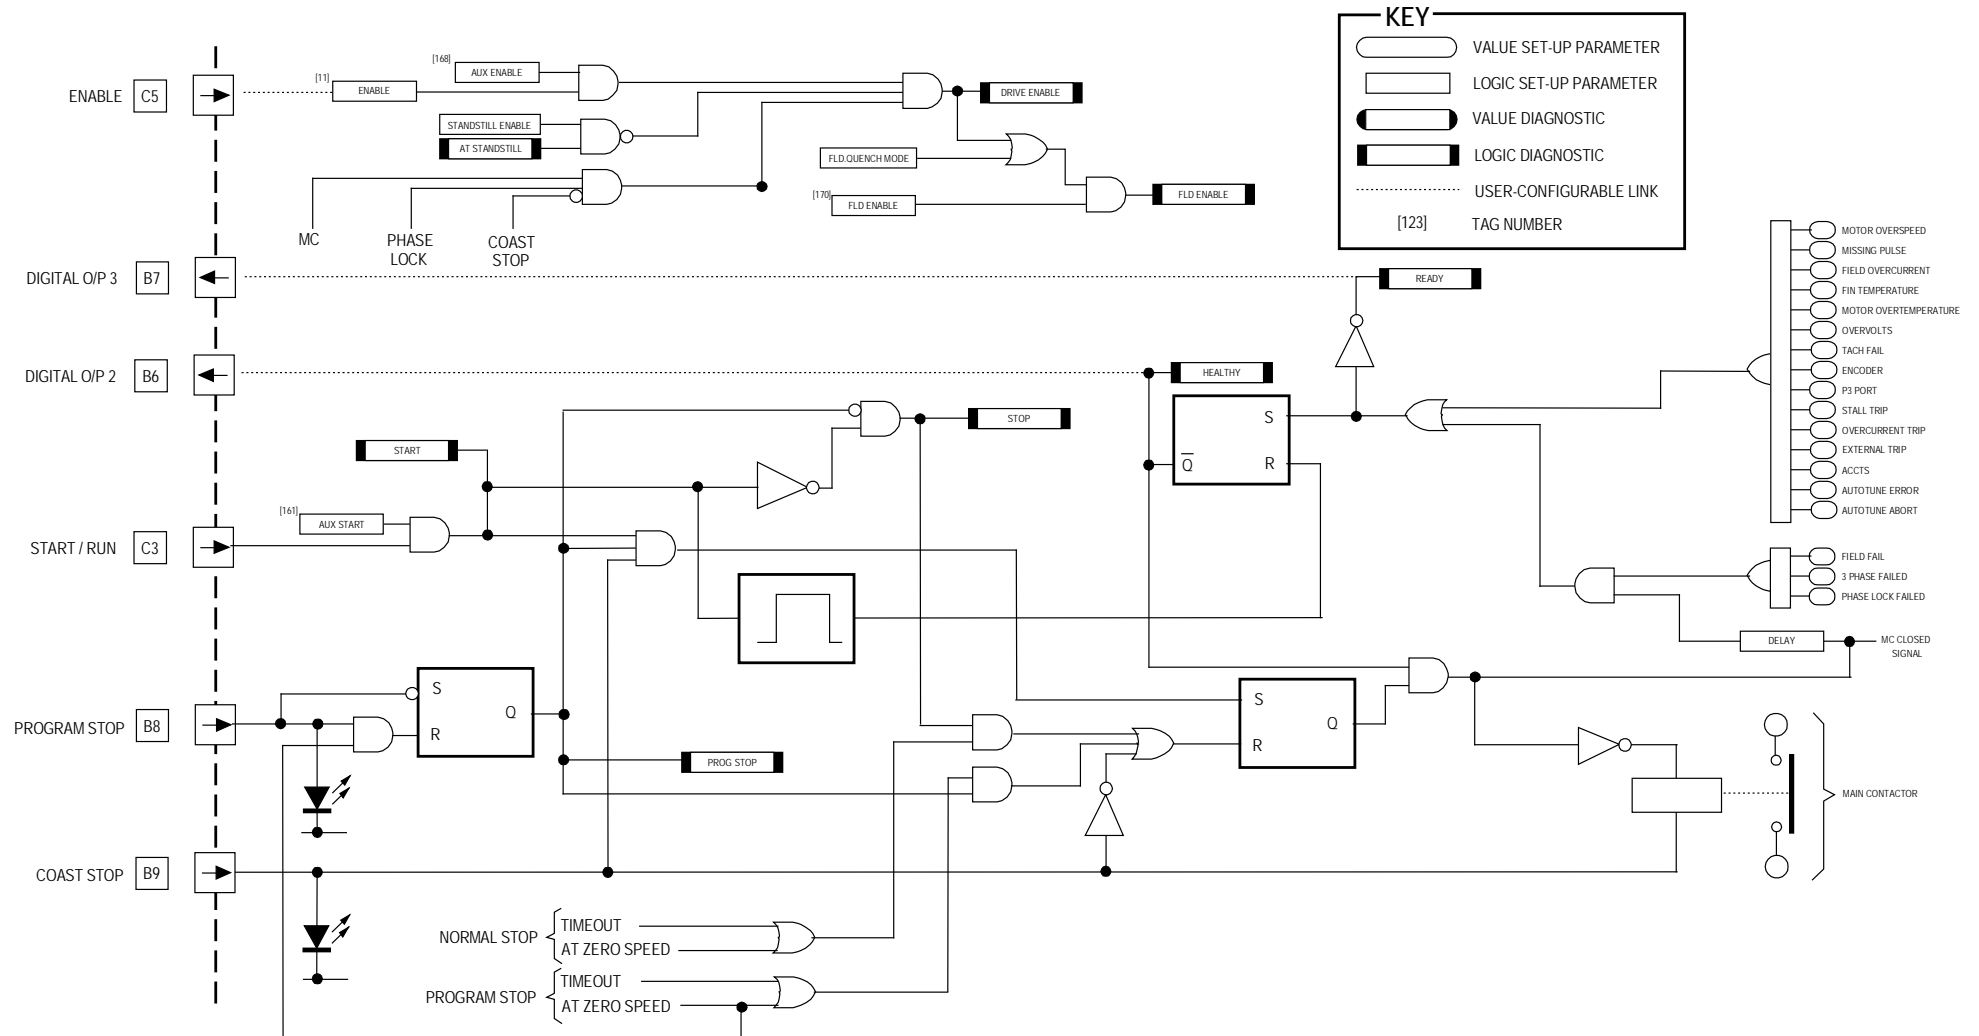 KEY
VALUE SET-UP PARAMETER
LOGIC SET-UP PARAMETER
VALUE DIAGNOSTIC
LOGIC DIAGNOSTIC
USER-CONFIGURABLE LINK
[123] TAG NUMBER
ENABLE C5
[11]
ENABLE
[168]
AUX ENABLE
STANDSTILL ENABLE
AT STANDSTILL
DRIVE ENABLE
FLD.QUENCH MODE
[170]
FLD ENABLE
FLD ENABLE
MC
PHASE
LOCK
COAST
STOP
DIGITAL O/P 3 B7
READY
DIGITAL O/P 2 B6
HEALTHY
S
R
Q
STOP
START
[161]
AUX START
START / RUN C3
MOTOR OVERSPEED
MISSING PULSE
FIELD OVERCURRENT
FIN TEMPERATURE
MOTOR OVERTEMPERATURE
OVERVOLTS
TACH FAIL
ENCODER
P3 PORT
STALL TRIP
OVERCURRENT TRIP
EXTERNAL TRIP
ACCTS
AUTOTUNE ERROR
AUTOTUNE ABORT
FIELD FAIL
3 PHASE FAILED
PHASE LOCK FAILED
DELAY
MC CLOSED
SIGNAL
PROGRAM STOP B8
S
R
Q
PROG STOP
S
R
Q
MAIN CONTACTOR
COAST STOP B9
NORMAL STOP
TIMEOUT
AT ZERO SPEED
PROGRAM STOP
TIMEOUT
AT ZERO SPEED